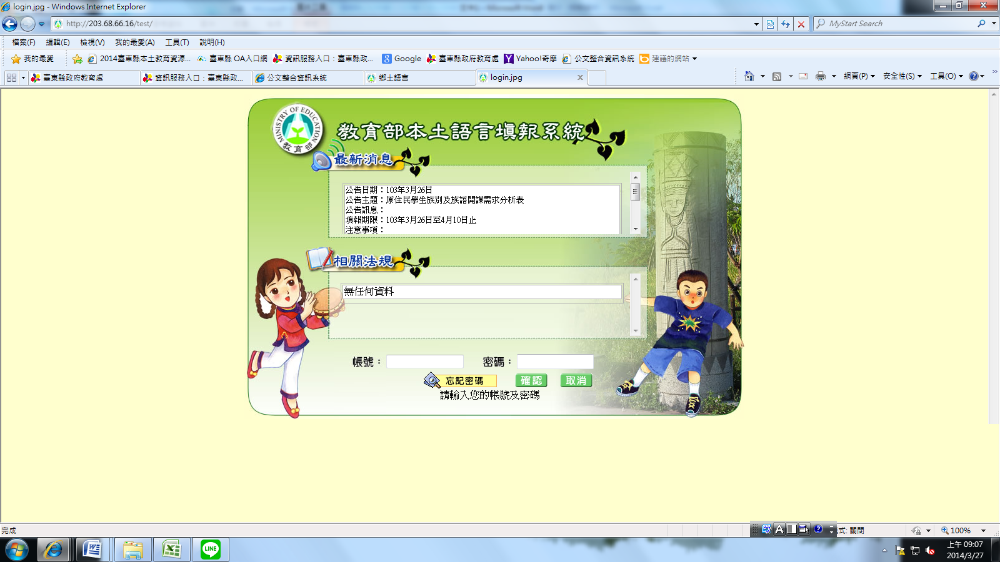 login.jpg - Windows Internet Explorer
http://203.68.66.16/test/
MyStart Search
檔案(F) 編輯(E) 檢視(V) 我的最愛(A) 工具(T) 說明(H)
我的最愛 2014臺東縣本土教育資源... 臺東縣 OA入口網 資訊服務入口：臺東縣政... Google 臺東縣政府教育處 Yahoo!奇摩 公文整合資訊系統 建議的網站
臺東縣政府教育處 資訊服務入口：臺東縣政... 公文整合資訊系統 鄉土語言 login.jpg 網頁(P) 安全性(S) 工具(O)
MINISTRY OF EDUCATION
教育部
教育部本土語言填報系統
最新消息
公告日期：103年3月26日
公告主題：原住民學生族別及族語開謀需求分析表
公告訊息：
填報期限：103年3月26日至4月10日止
注意事項：
相關法規
無任何資料
帳號： 密碼：
忘記密碼 確認 取消
請輸入您的帳號及密碼
完成
式: 關閉
100%
LINE
上午 09:07
2014/3/27